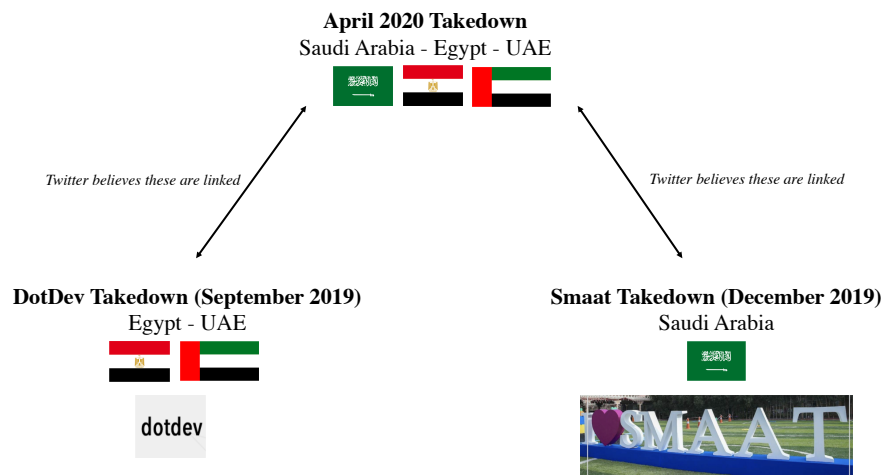 April 2020 Takedown
Saudi Arabia - Egypt - UAE
Twitter believes these are linked
Twitter believes these are linked
DotDev Takedown (September 2019)
Egypt - UAE
dotdev
Smaat Takedown (December 2019)
Saudi Arabia
I SMAAT